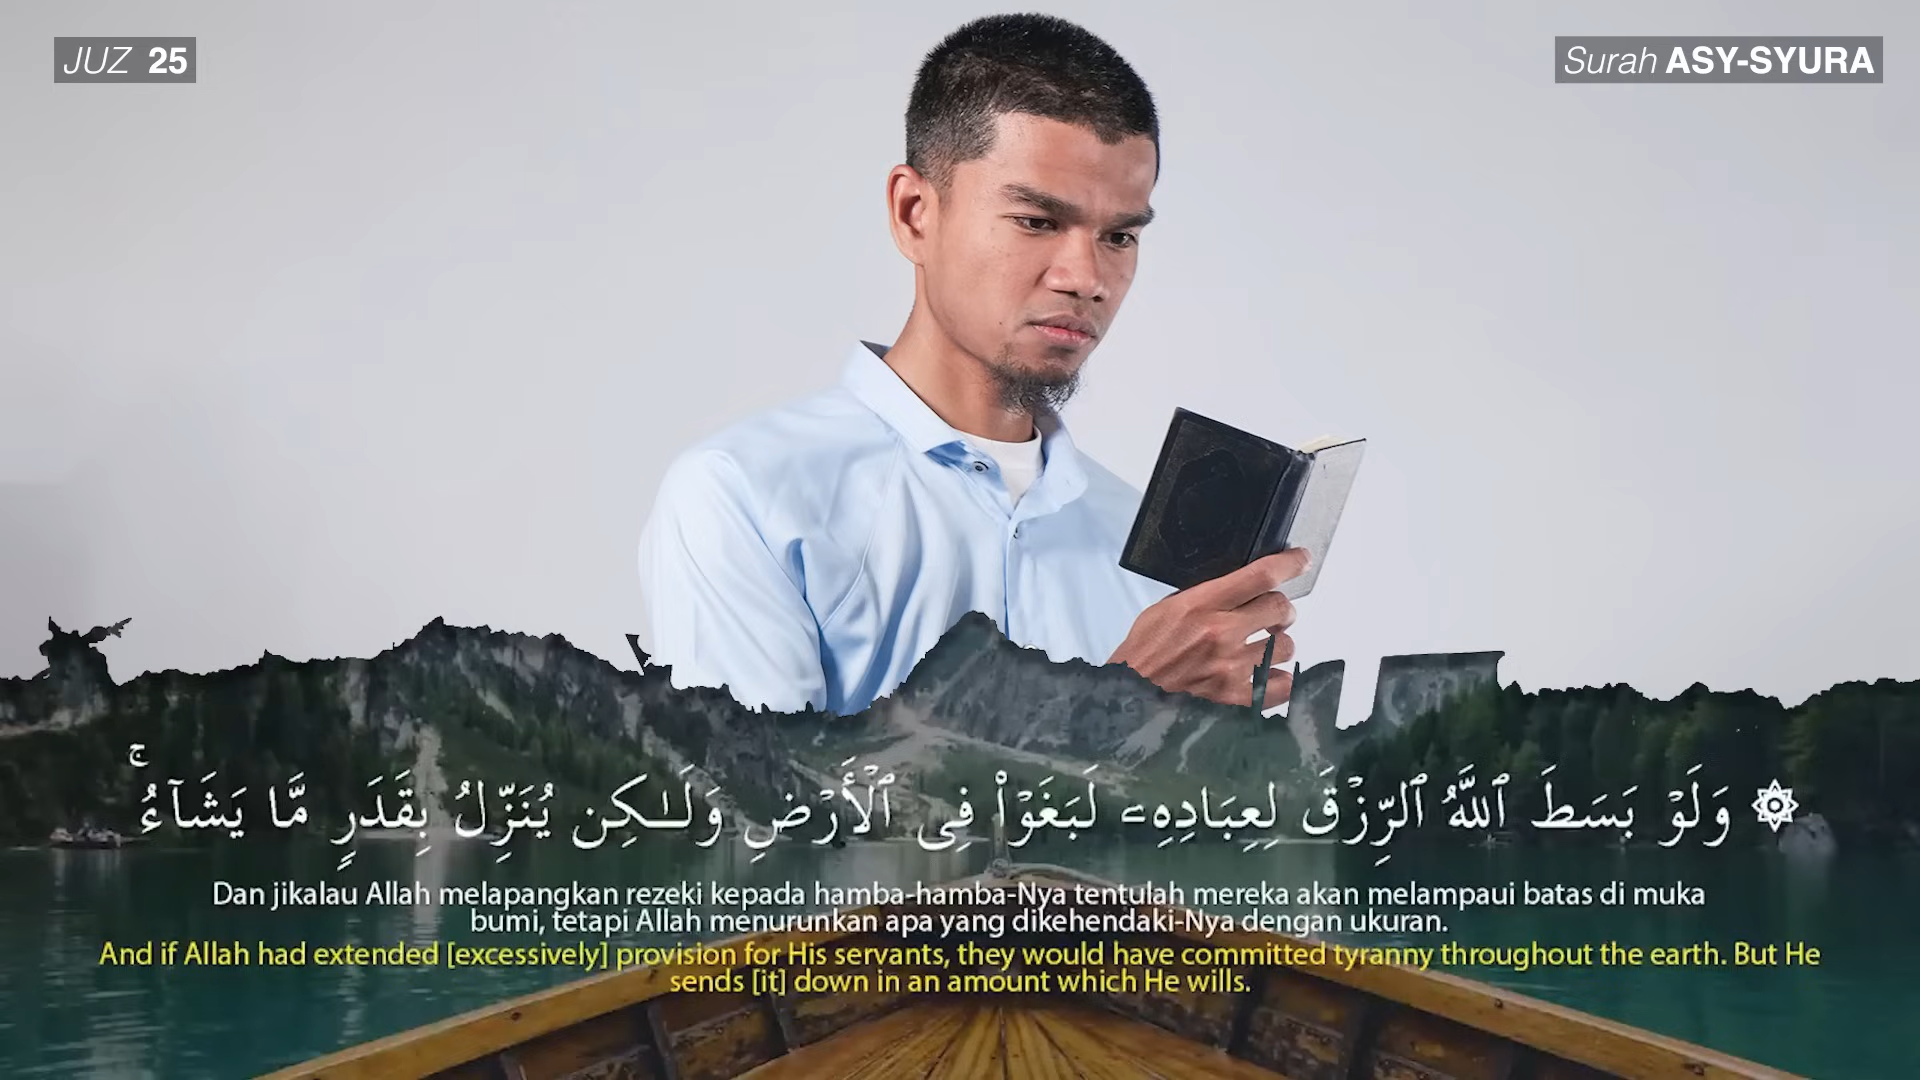 JUZ 25
Surah ASY-SYURA
۞ وَلَوْ بَسَطَ ٱللَّهُ ٱلرِّزْقَ لِعِبَادِهِۦ لَبَغَوْا۟ فِى ٱلْأَرْضِ وَلَـٰكِن يُنَزِّلُ بِقَدَرٍ مَّا يَشَآءُ ۚ
Dan jikalau Allah melapangkan rezeki kepada hamba-hamba-Nya tentulah mereka akan melampaui batas di muka
bumi, tetapi Allah menurunkan apa yang dikehendaki-Nya dengan ukuran.
And if Allah had extended [excessively] provision for His servants, they would have committed tyranny throughout the earth. But He
sends [it] down in an amount which He wills.